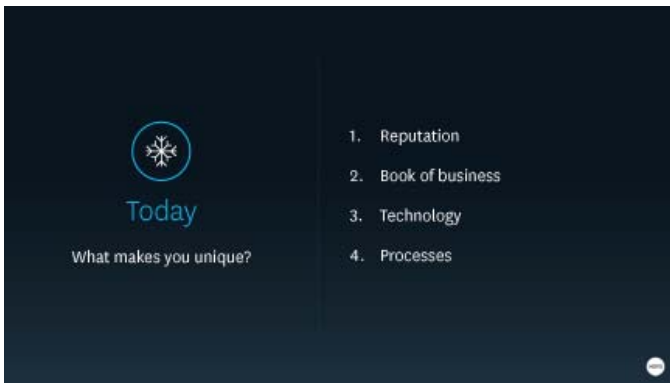 Today
What makes you unique?
1. Reputation
2. Book of business
3. Technology
4. Processes